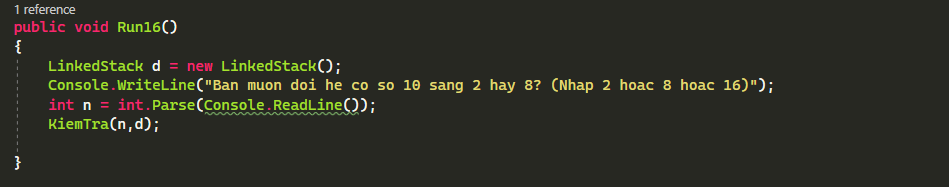 1 reference
public void Run16()
{
LinkedStack d = new LinkedStack();
Console.WriteLine("Ban muon doi he co so 10 sang 2 hay 8? (Nhap 2 hoac 8 hoac 16)");
int n = int.Parse(Console.ReadLine());
KiemTra(n,d);
}